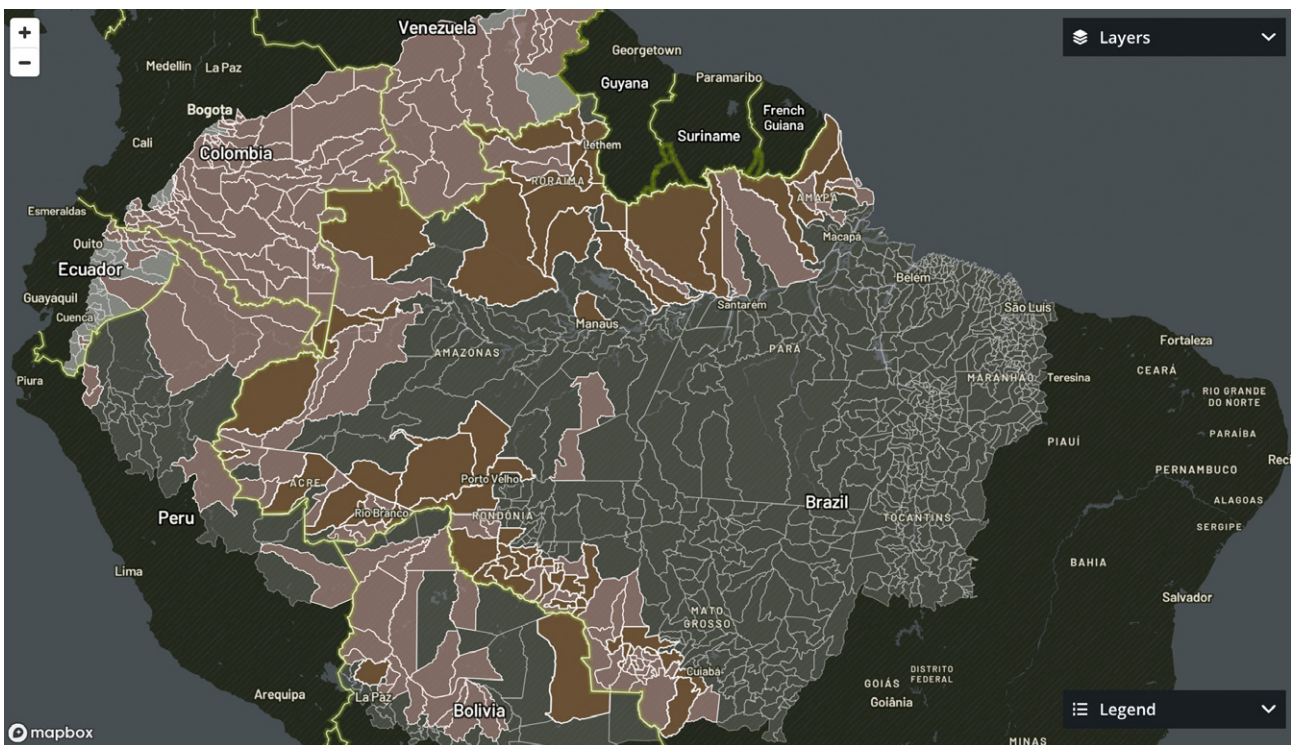 +
−
Venezuela
Layers
Georgetown
Medellin
La Paz
Guyana
Paramaribo
Bogota
French
Guiana
Suriname
Cali
Colombia
Lethem
RORAIMA
AMAPÁ
Esmeraldas
Quito
Macapá
Ecuador
Belém
Guayaquil
Cuenca
Santarém
São Luís
Manaus
Fortaleza
AMAZONAS
PARÁ
CEARÁ
Piura
MARANHÃO
Teresina
RIO GRANDE
DO NORTE
PARAÍBA
PIAUÍ
Reci
PERNAMBUCO
Porto Velho
ACRE
ALAGOAS
Brazil
Rio Branco
RONDÔNIA
Peru
TOCANTINS
SERGIPE
BAHIA
Lima
Salvador
MATO
GROSSO
Cuiabá
DISTRITO
FEDERAL
GOIÁS
Arequipa
La Paz
Goiânia
Bolivia
Legend
mapbox
MINAS